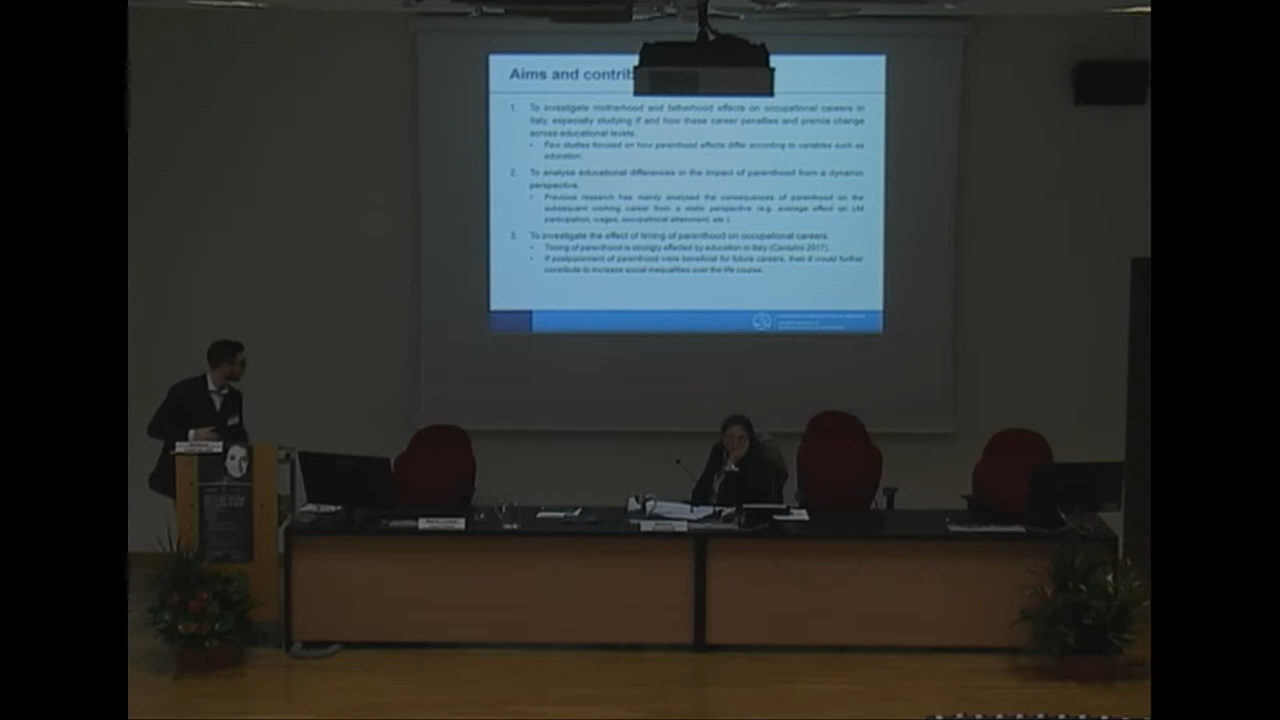 Aims and contrib
1. To investigate motherhood and fatherhood effects on occupational careers in
Italy, especially studying if and how these career penalties and premia change
across educational levels.
• Few studies focused on how parenthood effects differ according to variables such as
education.
2. To analyse educational differences in the impact of parenthood from a dynamic
perspective.
• Previous research has mainly analysed the consequences of parenthood on the
subsequent working career from a static perspective (e.g. average effect on LM
participation, wages, occupational attainment, etc.).
3. To investigate the effect of timing of parenthood on occupational careers.
• Timing of parenthood is strongly affected by education in Italy (Cantalini 2017).
• If postponement of parenthood were beneficial for future careers, then it would further
contribute to increase social inequalities over the life course.